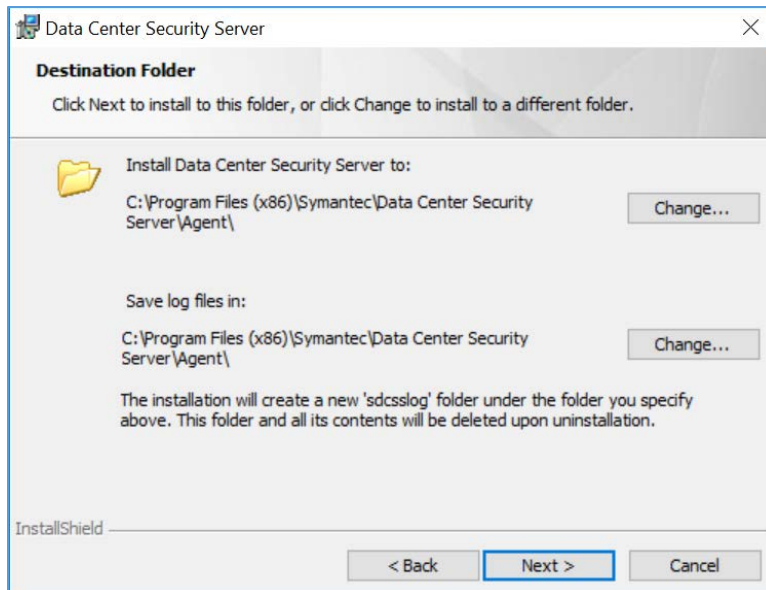 Data Center Security Server
Destination Folder
Click Next to install to this folder, or click Change to install to a different folder.
Install Data Center Security Server to:
C:\Program Files (x86)\Symantec\Data Center Security
Server\Agent\
Change...
Save log files in:
C:\Program Files (x86)\Symantec\Data Center Security
Server\Agent\
Change...
The installation will create a new 'sdcsslog' folder under the folder you specify
above. This folder and all its contents will be deleted upon uninstallation.
InstallShield
< Back
Next >
Cancel